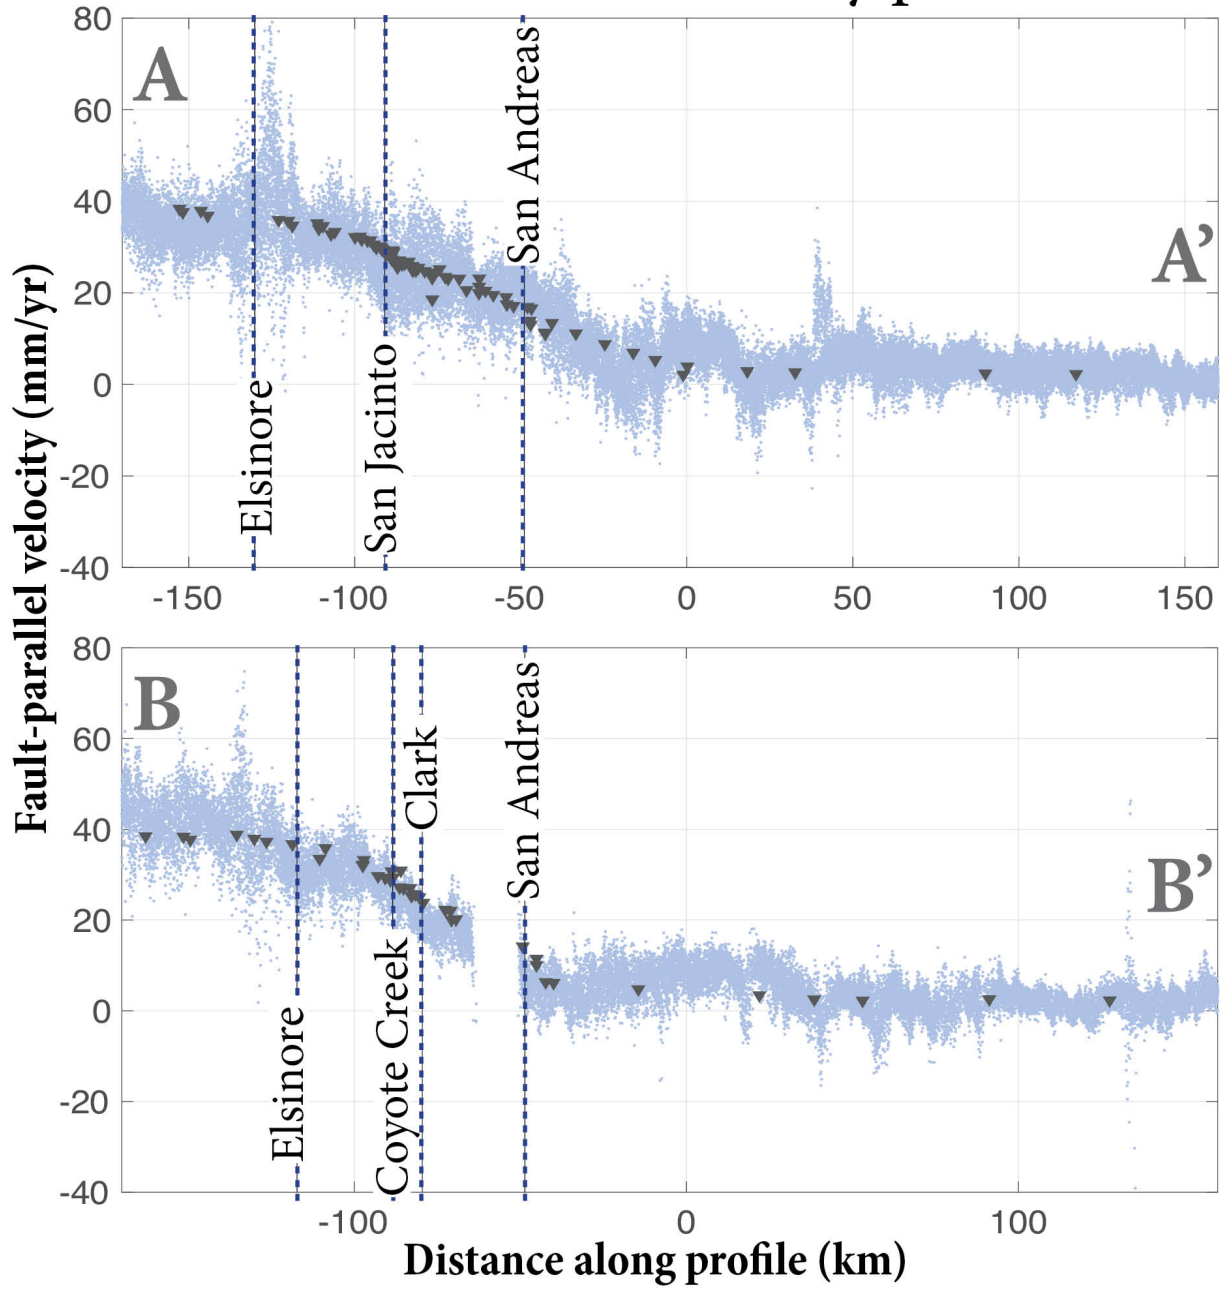 80
60
40
20
0
-20
-40
A
A’
Elsinore
San Jacinto
San Andreas
-150
-100
-50
0
50
100
150
Fault-parallel velocity (mm/yr)
80
60
40
20
0
-20
-40
B
B’
Elsinore
Coyote Creek
Clark
San Andreas
-100
0
100
Distance along profile (km)